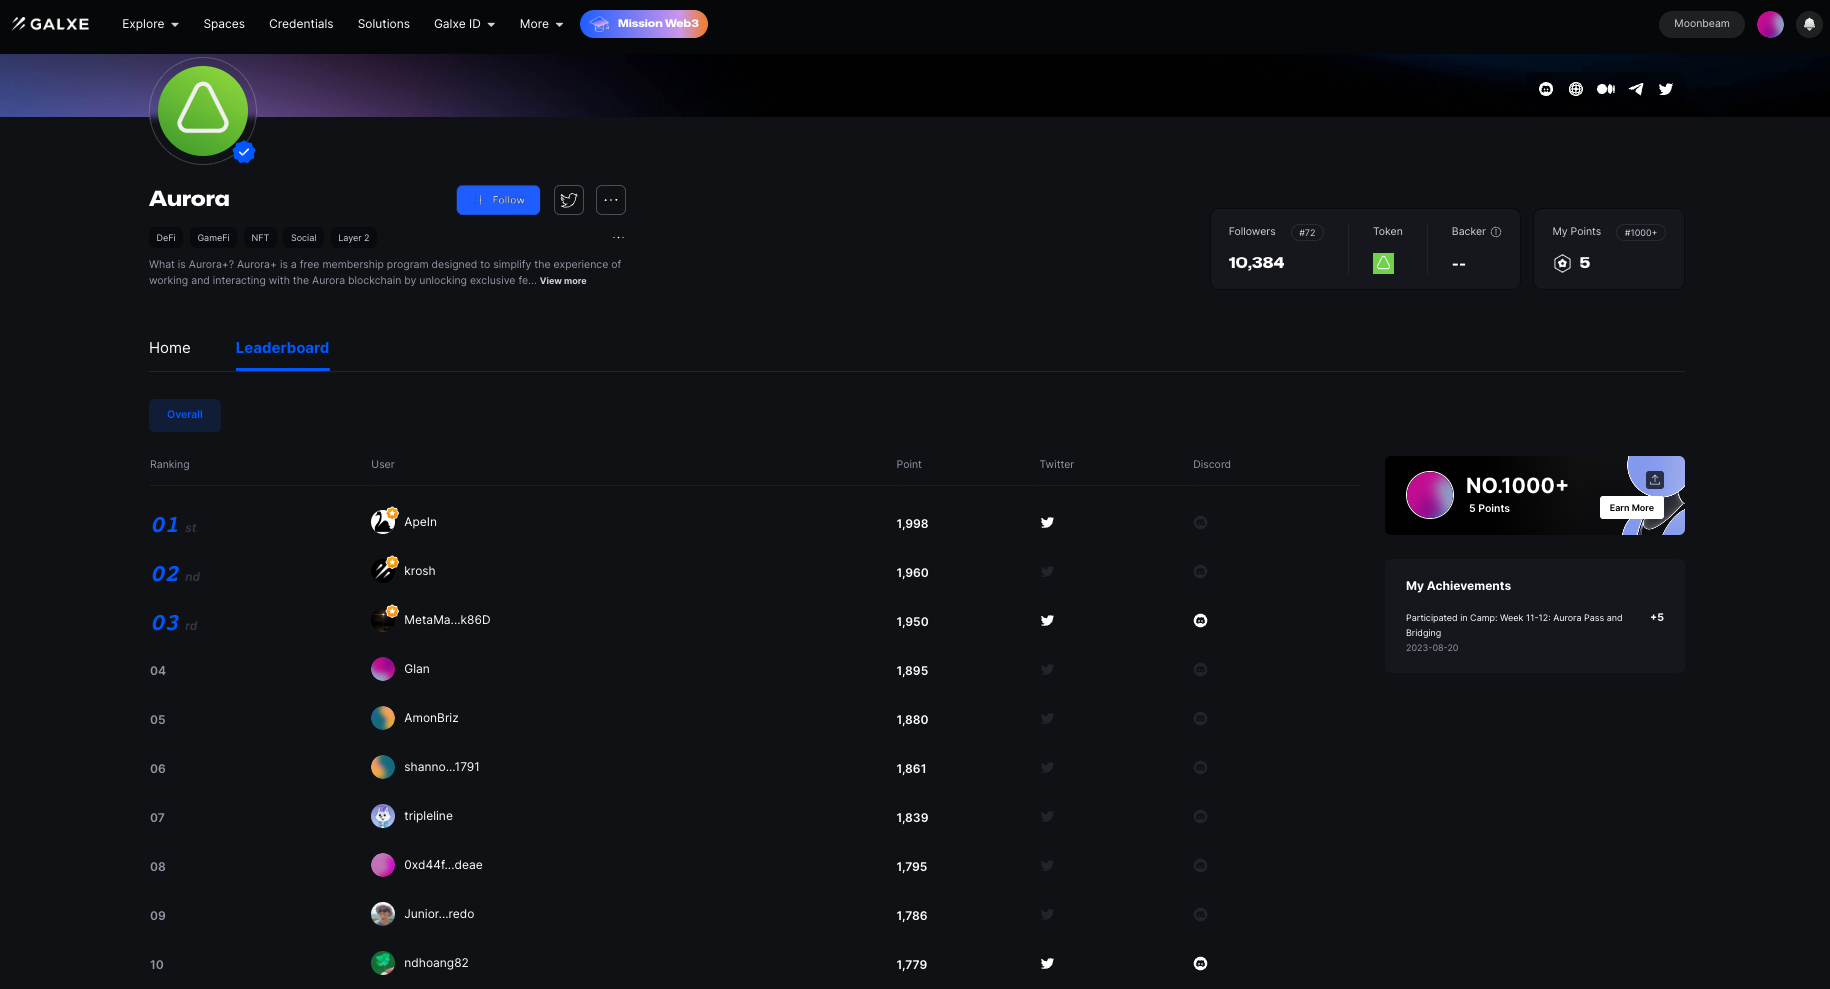 GALXE
Explore Spaces Credentials Solutions Galxe ID More Mission Web3
Moonbeam
Aurora
Follow
DeFi GameFi NFT Social Layer 2
What is Aurora+? Aurora+ is a free membership program designed to simplify the experience of
working and interacting with the Aurora blockchain by unlocking exclusive fe... View more
Followers #72 Token Backer
10,384 --
My Points #1000+
5
Home Leaderboard
Overall
Ranking User Point Twitter Discord
01 st ApeIn 1,998
02 nd krosh 1,960
03 rd MetaMa...k86D 1,950
04 Glan 1,895
05 AmonBriz 1,880
06 shanno...1791 1,861
07 tripleline 1,839
08 0xd44f...deae 1,795
09 Junior...redo 1,786
10 ndhoang82 1,779
NO.1000+
5 Points
Earn More
My Achievements
Participated in Camp: Week 11-12: Aurora Pass and +5
Bridging
2023-08-20